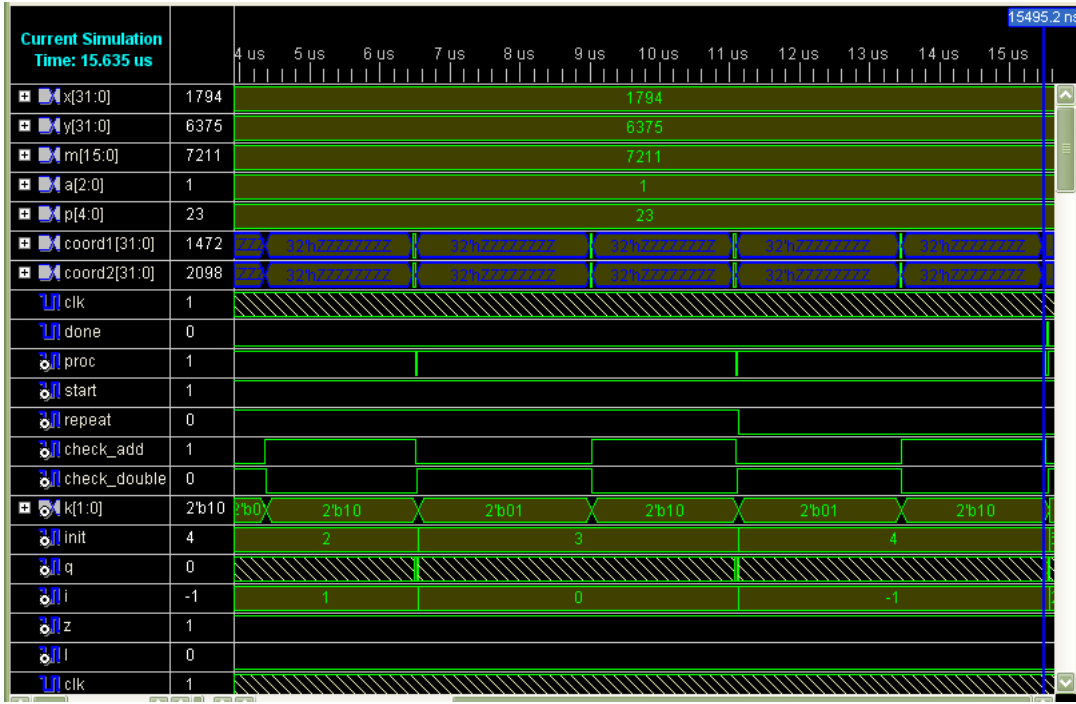 15495.2 ns
Current Simulation
Time: 15.635 us
4 us 5 us 6 us 7 us 8 us 9 us 10 us 11 us 12 us 13 us 14 us 15 us
x[31:0] 1794 1794
y[31:0] 6375 6375
m[15:0] 7211 7211
a[2:0] 1 1
p[4:0] 23 23
coord1[31:0] 1472 ZZZ 32'hZZZZZZZZ 32'hZZZZZZZZ 32'hZZZZZZZZ 32'hZZZZZZZZ 32'hZZZZZZZZ
coord2[31:0] 2098 ZZZ 32'hZZZZZZZZ 32'hZZZZZZZZ 32'hZZZZZZZZ 32'hZZZZZZZZ 32'hZZZZZZZZ
clk 1
done 0
proc 1
start 1
repeat 0
check_add 1
check_double 0
k[1:0] 2'b10 2'b0 2'b10 2'b01 2'b10 2'b01 2'b10
init 4 2 3 4
q 0
i -1 1 0 -1
z 1
l 0
clk 1